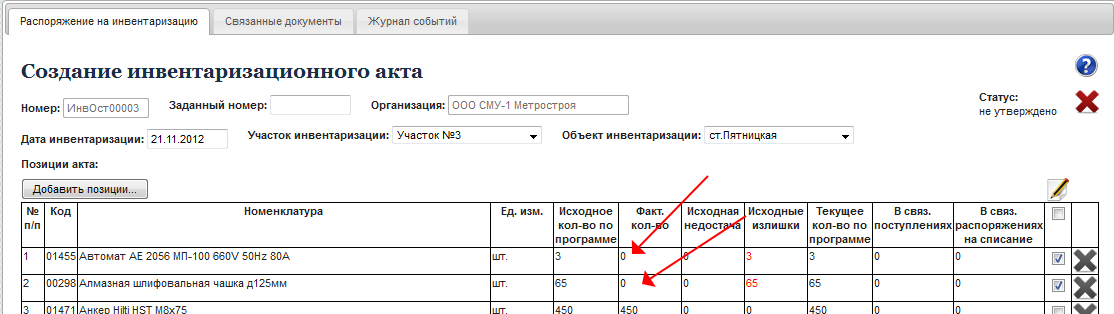 Распоряжение на инвентаризацию Связанные документы Журнал событий
Создание инвентаризационного акта
Номер: ИнвОст00003 Заданный номер: Организация: ООО СМУ-1 Метростроя
Статус:
не утверждено
Дата инвентаризации: 21.11.2012 Участок инвентаризации: Участок №3 Объект инвентаризации: ст.Пятницкая
Позиции акта:
Добавить позиции...
№ п/п Код Номенклатура Ед. изм. Исходное кол-во по программе Факт. кол-во Исходная недостача Исходные излишки Текущее кол-во по программе В связ. поступлениях В связ. распоряжениях на списание
1 01455 Автомат АЕ 2056 МП-100 660V 50Hz 80А шт. 3 0 0 3 3 0 0
2 00298 Алмазная шлифовальная чашка д125мм шт. 65 0 0 65 65 0 0
3 01471 Анкер Hilti HST М8х75 шт. 450 450 0 0 450 0 0